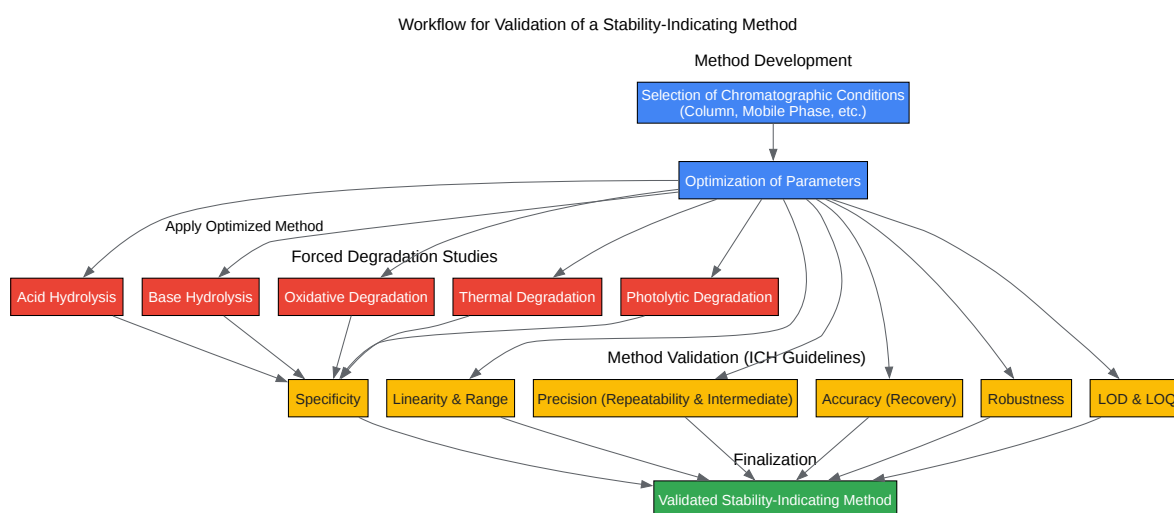 Workflow for Validation of a Stability-Indicating Method
Method Development
Selection of Chromatographic Conditions
(Column, Mobile Phase, etc.)
Optimization of Parameters
Apply Optimized Method
Forced Degradation Studies
Acid Hydrolysis
Base Hydrolysis
Oxidative Degradation
Thermal Degradation
Photolytic Degradation
Method Validation (ICH Guidelines)
Specificity
Linearity & Range
Precision (Repeatability & Intermediate)
Accuracy (Recovery)
Robustness
LOD & LOQ
Finalization
Validated Stability-Indicating Method